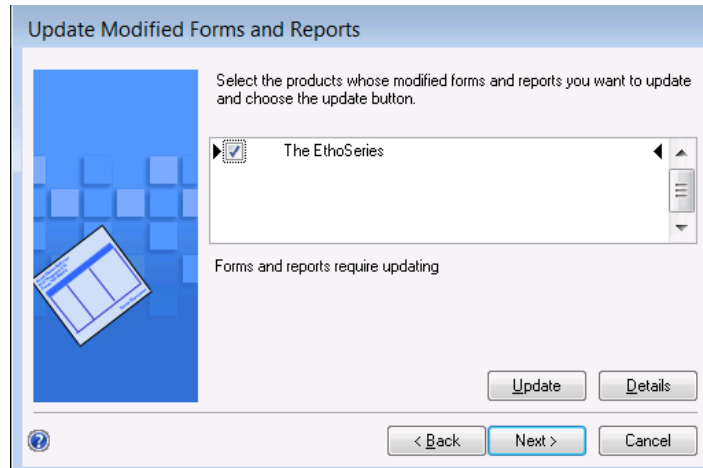 Update Modified Forms and Reports
Select the products whose modified forms and reports you want to update
and choose the update button.
The EthoSeries
Forms and reports require updating
Update
Details
< Back
Next >
Cancel